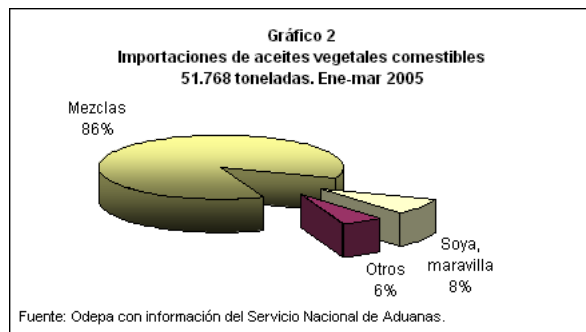 Gráfico 2
Importaciones de aceites vegetales comestibles
51.768 toneladas. Ene-mar 2005
Mezclas
86%
Soya,
maravilla
8%
Otros
6%
Fuente: Odepa con información del Servicio Nacional de Aduanas.